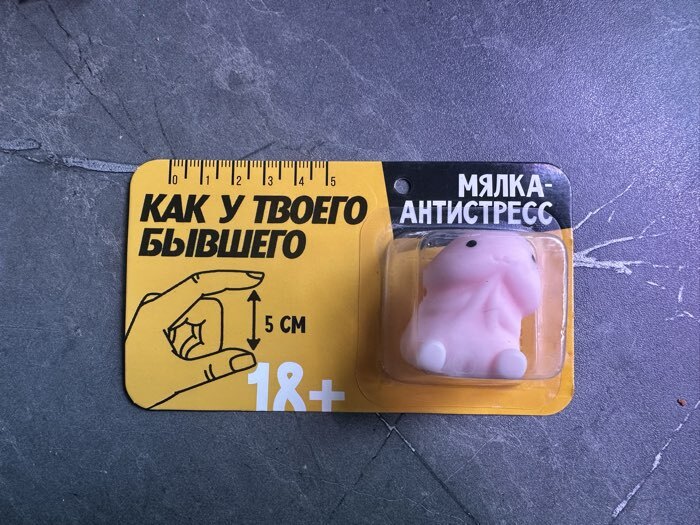 0 1 2 3 4 5
КАК У ТВОЕГО
БЫВШЕГО
5 СМ
18+
МЯЛКА-
АНТИСТРЕСС